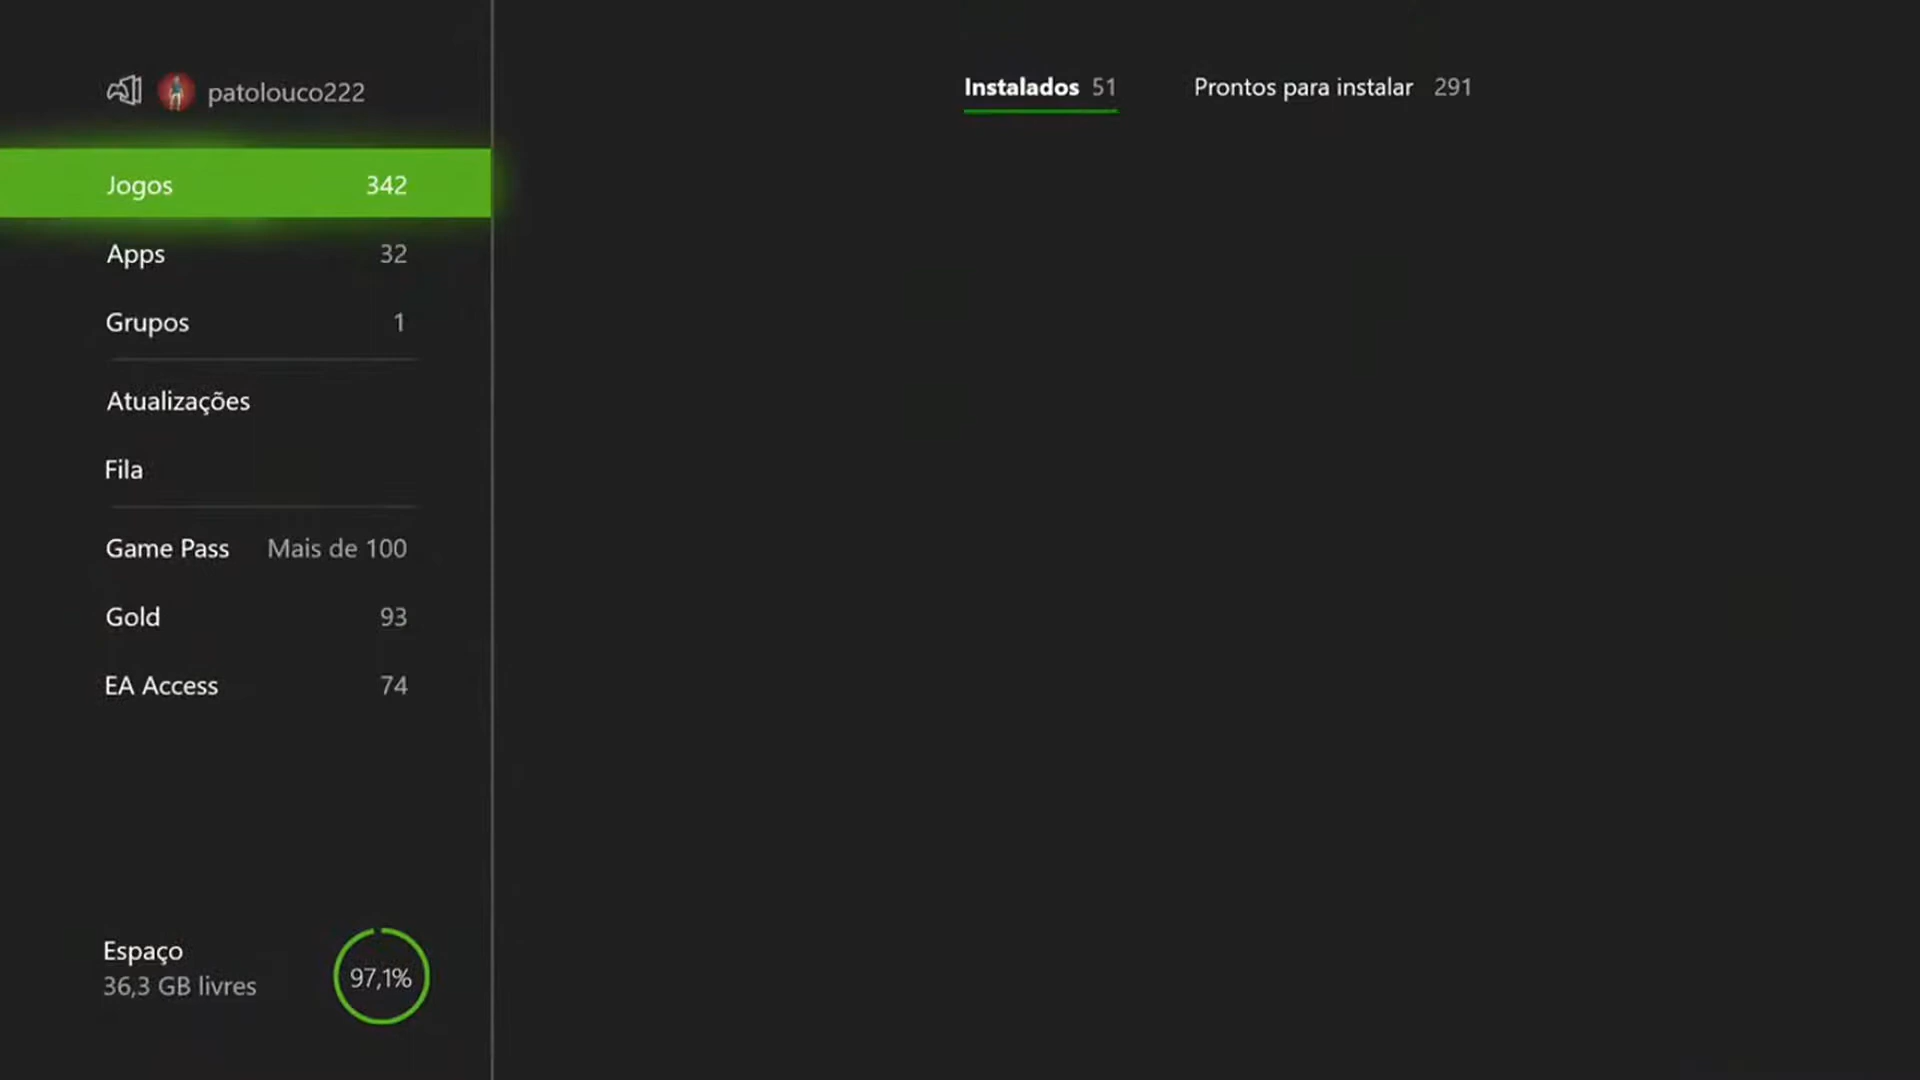 patolouco222
Jogos 342
Apps 32
Grupos 1
Atualizações
Fila
Game Pass Mais de 100
Gold 93
EA Access 74
Espaço
36,3 GB livres
97,1%
Instalados 51 Prontos para instalar 291